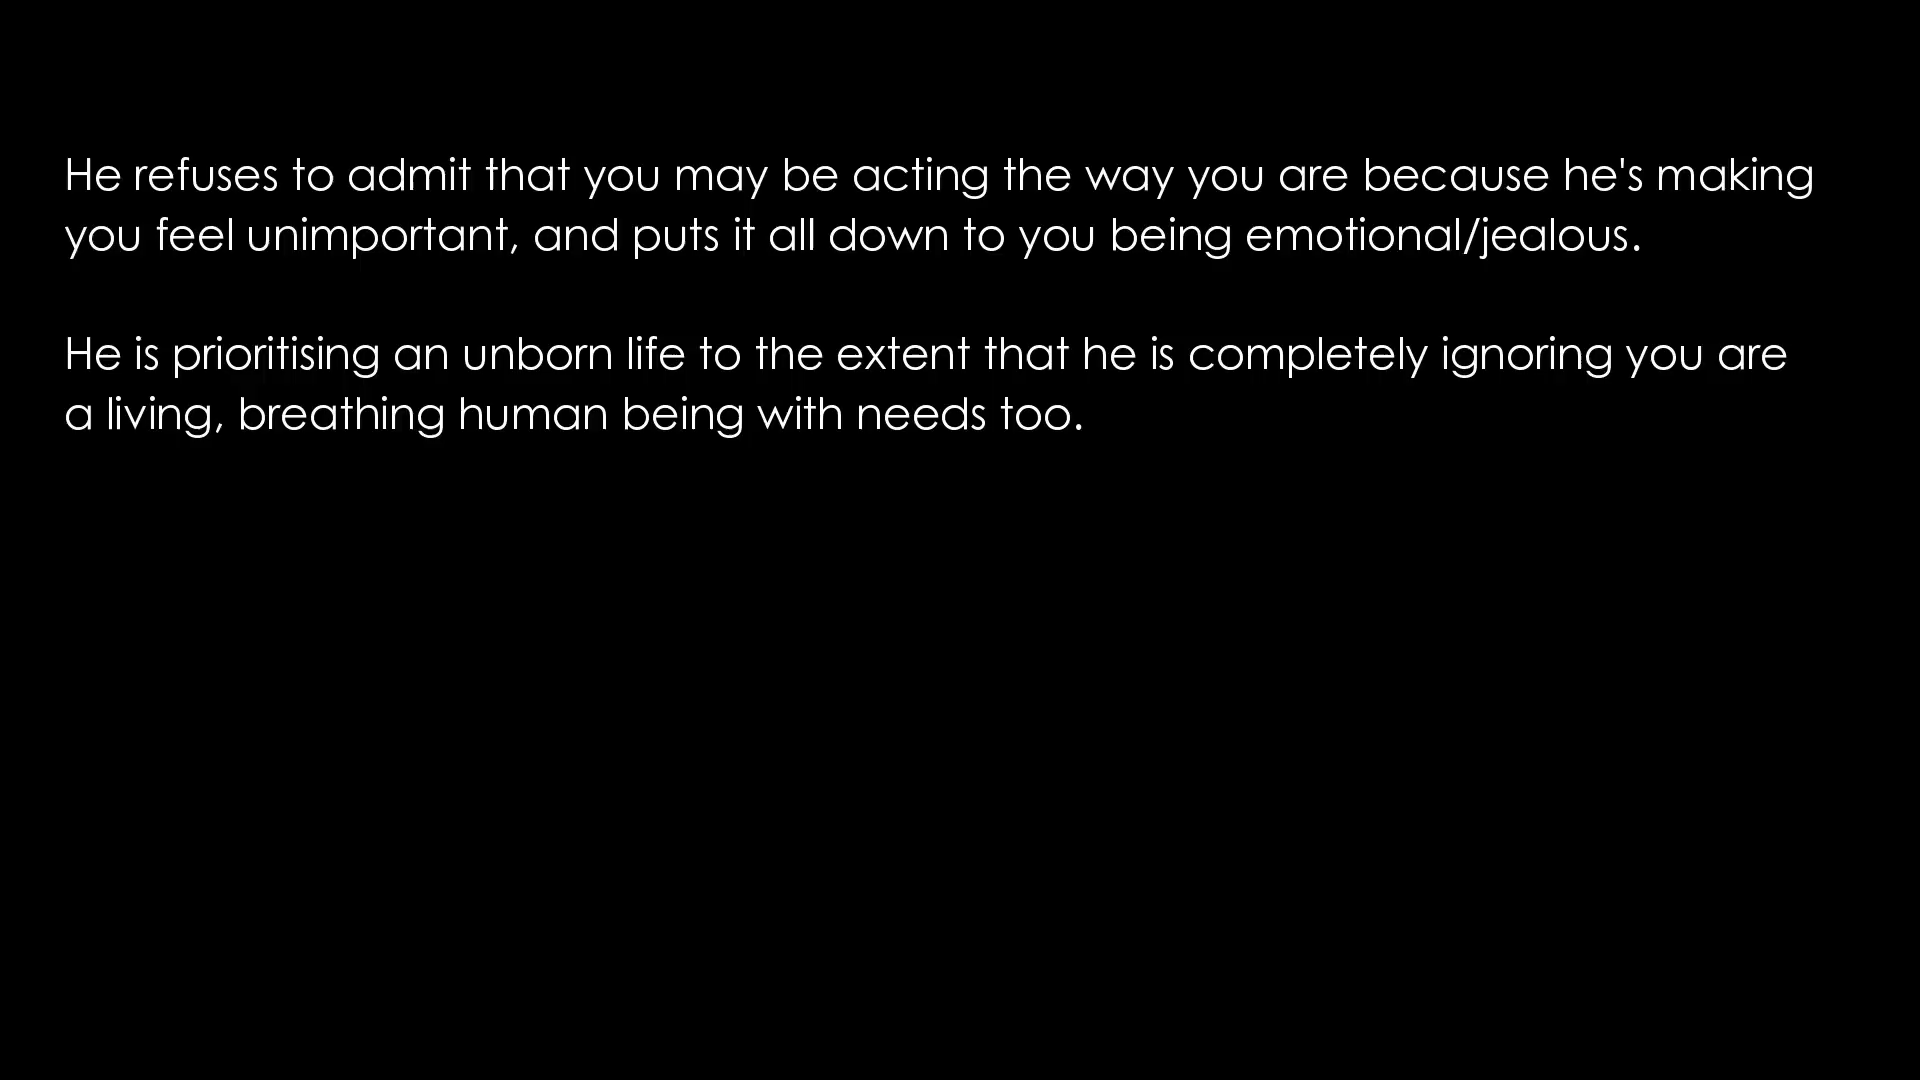 He refuses to admit that you may be acting the way you are because he's making
you feel unimportant, and puts it all down to you being emotional/jealous.
He is prioritising an unborn life to the extent that he is completely ignoring you are
a living, breathing human being with needs too.